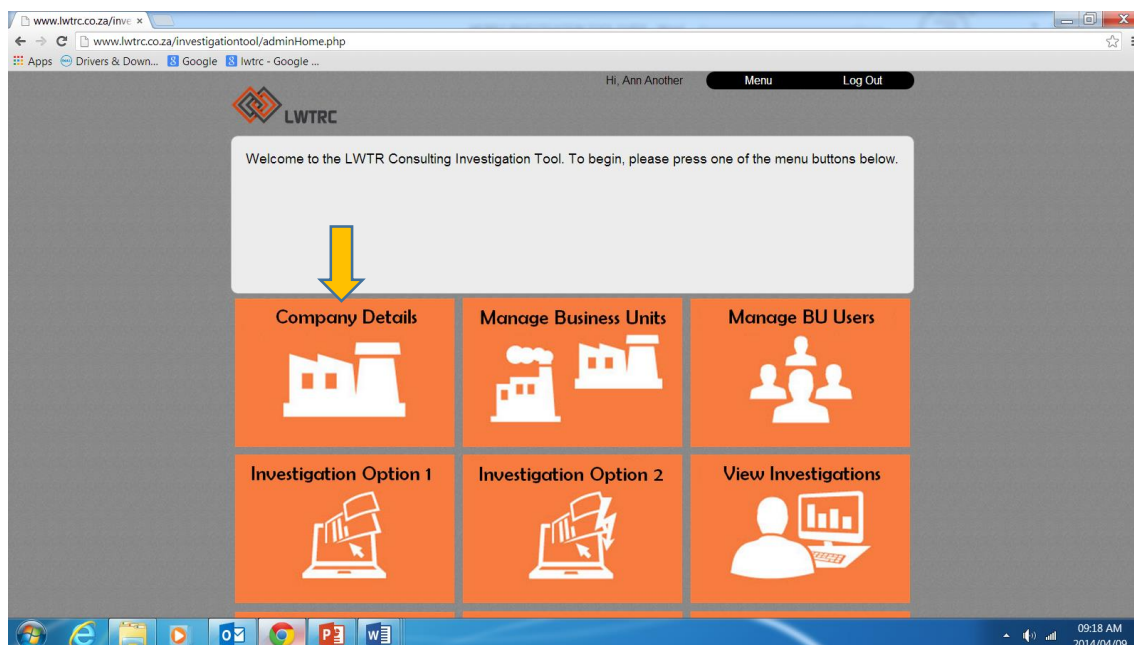 www.lwtrc.co.za/inve
www.lwtrc.co.za/investigationtool/adminHome.php
Apps Drivers & Down... Google lwtrc - Google ...
Hi, Ann Another Menu Log Out
LWTRC
Welcome to the LWTR Consulting Investigation Tool. To begin, please press one of the menu buttons below.
Company Details Manage Business Units Manage BU Users
Investigation Option 1 Investigation Option 2 View Investigations
09:18 AM
2014/04/09